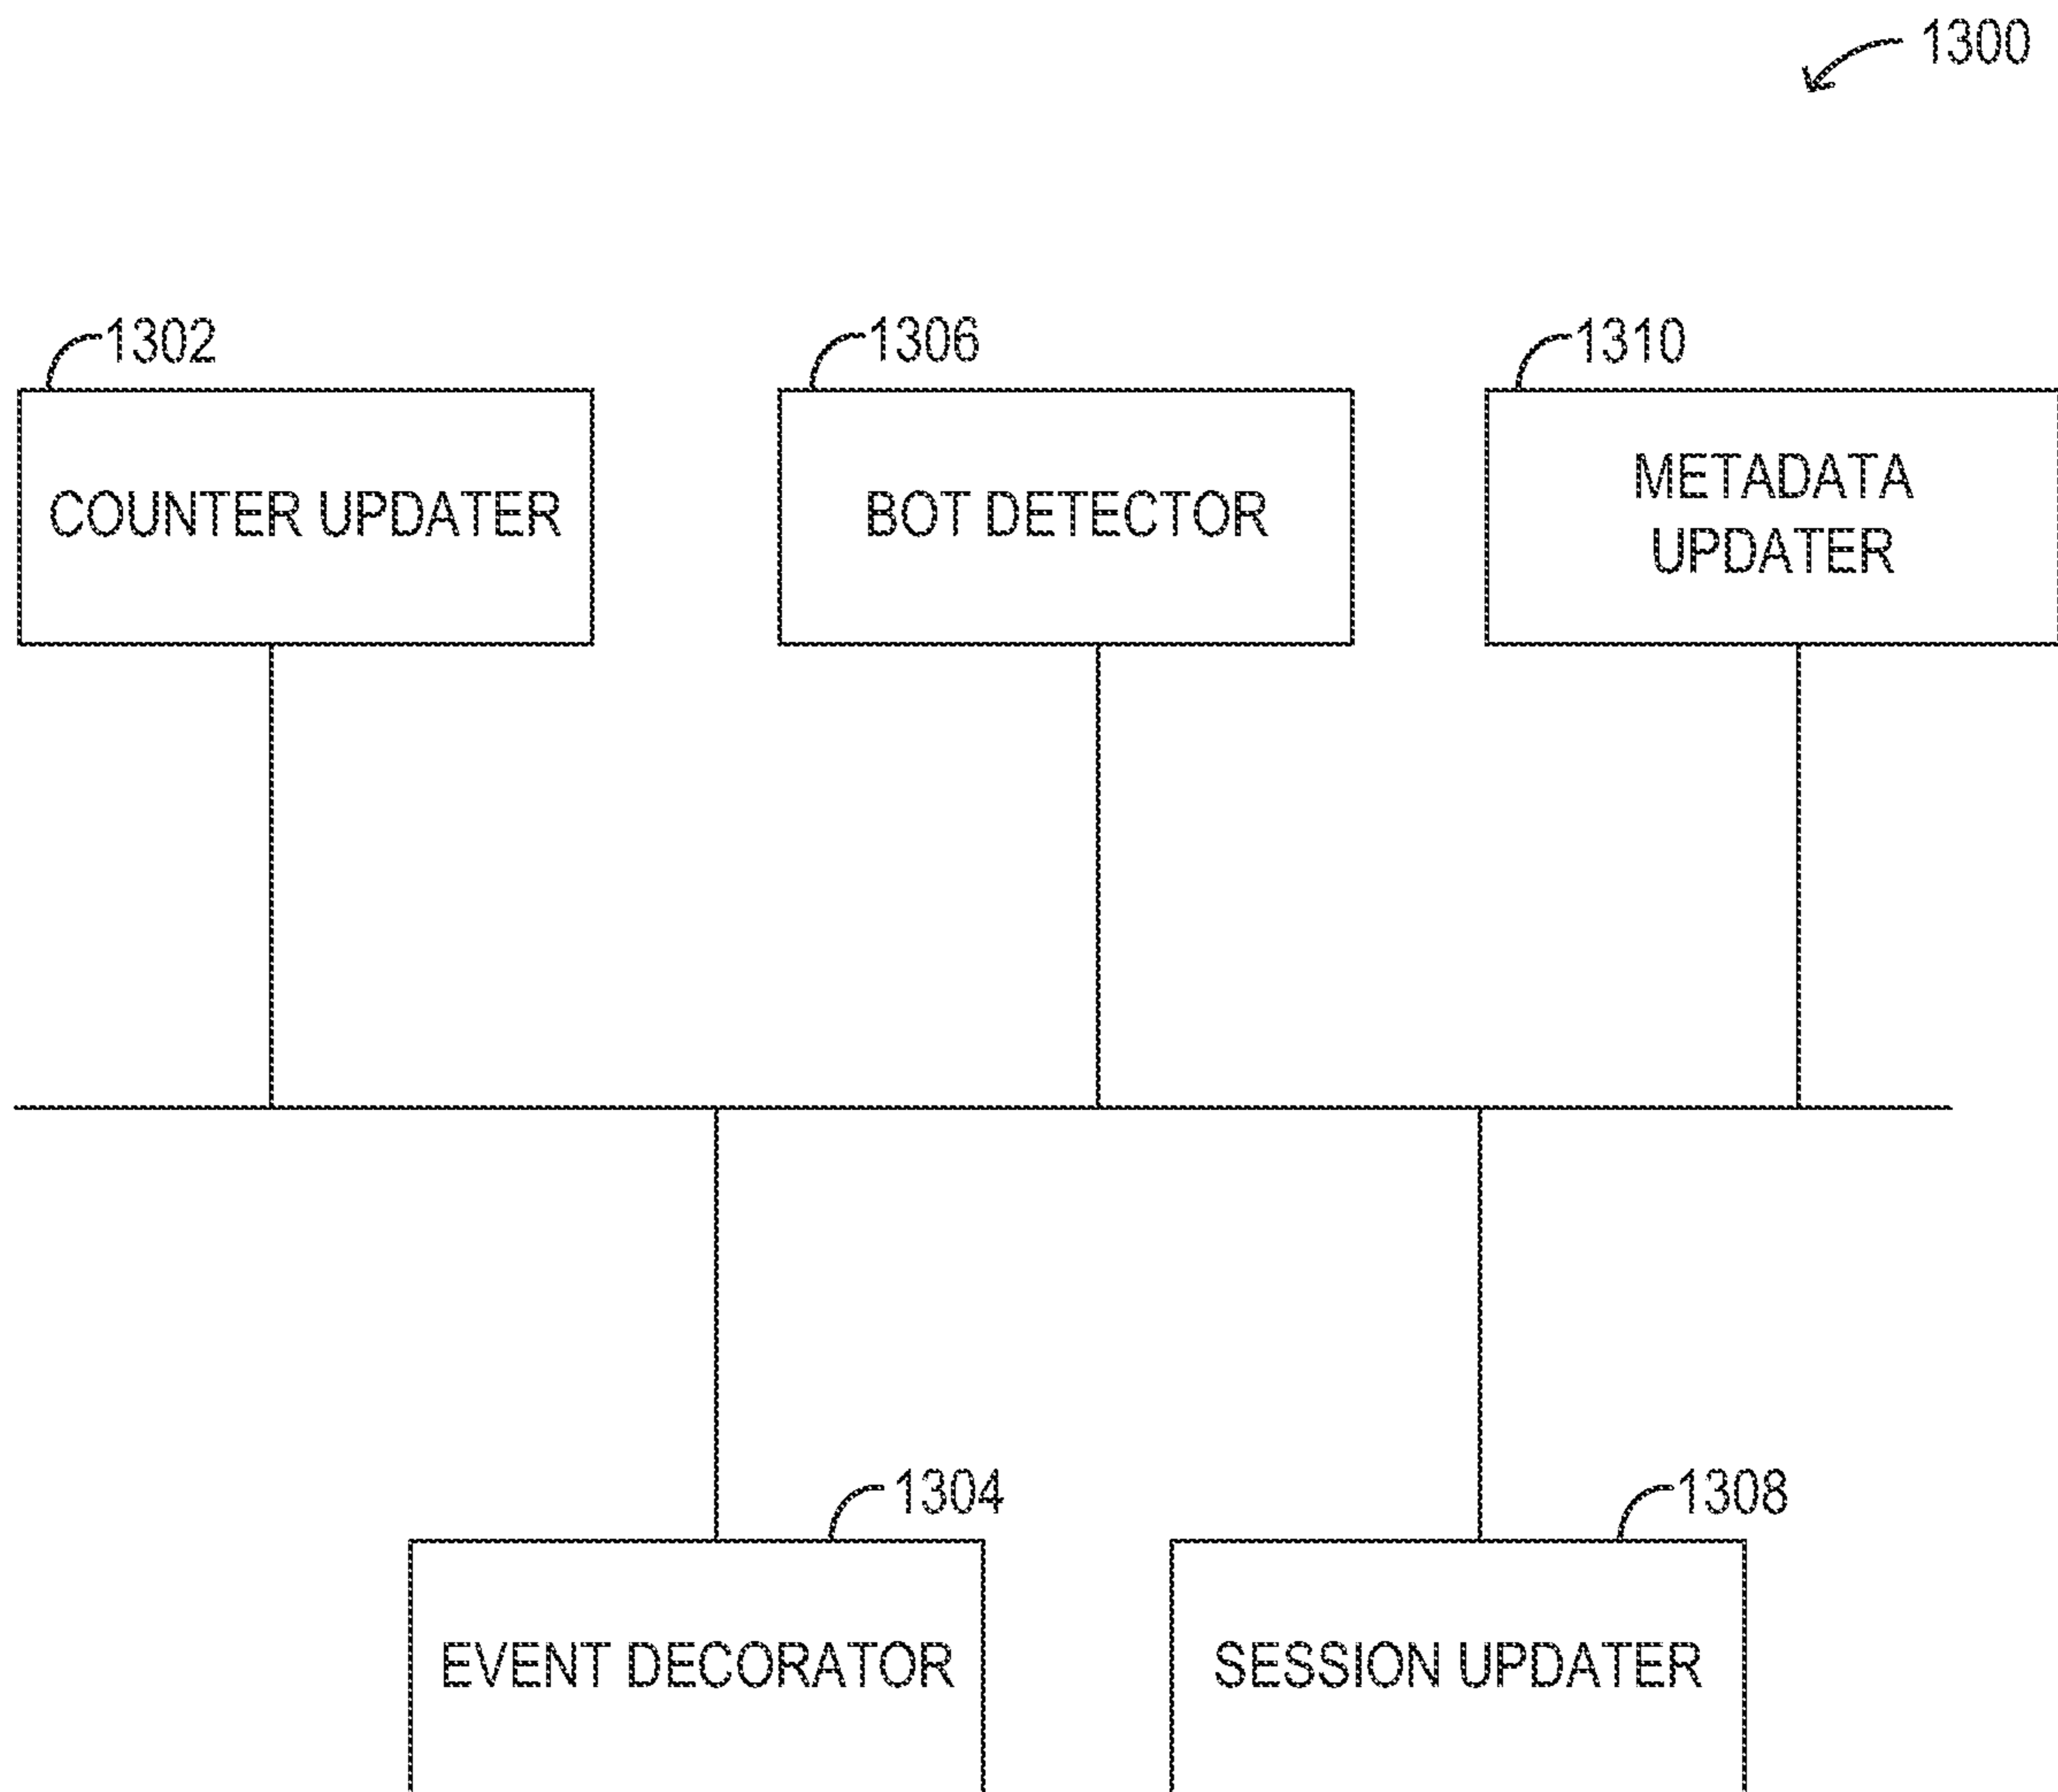 1300
1302
1306
1310
COUNTER UPDATER
BOT DETECTOR
METADATA
UPDATER
1304
1308
EVENT DECORATOR
SESSION UPDATER